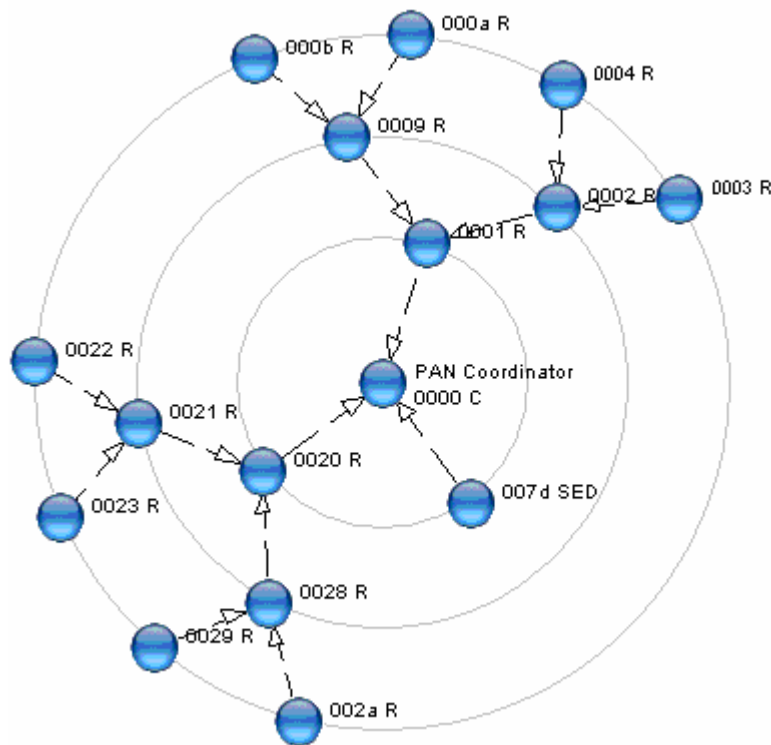 000b R
000a R
0004 R
0009 R
0003 R
0002 R
0001 R
0022 R
PAN Coordinator
0000 C
0021 R
0020 R
0023 R
007d SED
0028 R
0029 R
002a R